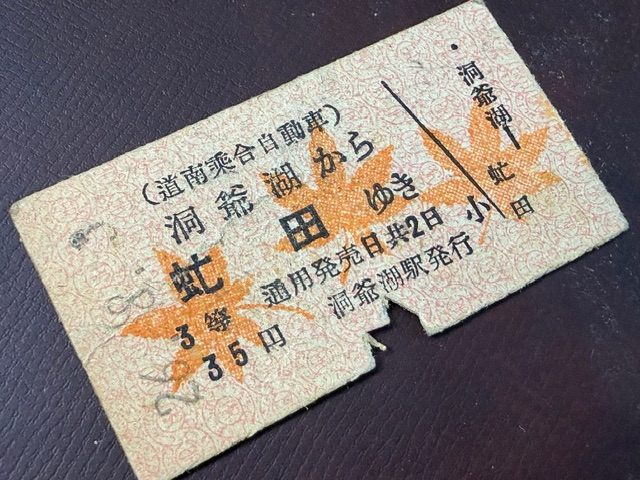 (道南乗合自動車)
洞爺湖から
虻田ゆき
3等 通用発売日共2日
35円 洞爺湖駅発行
洞爺湖
虻田
小